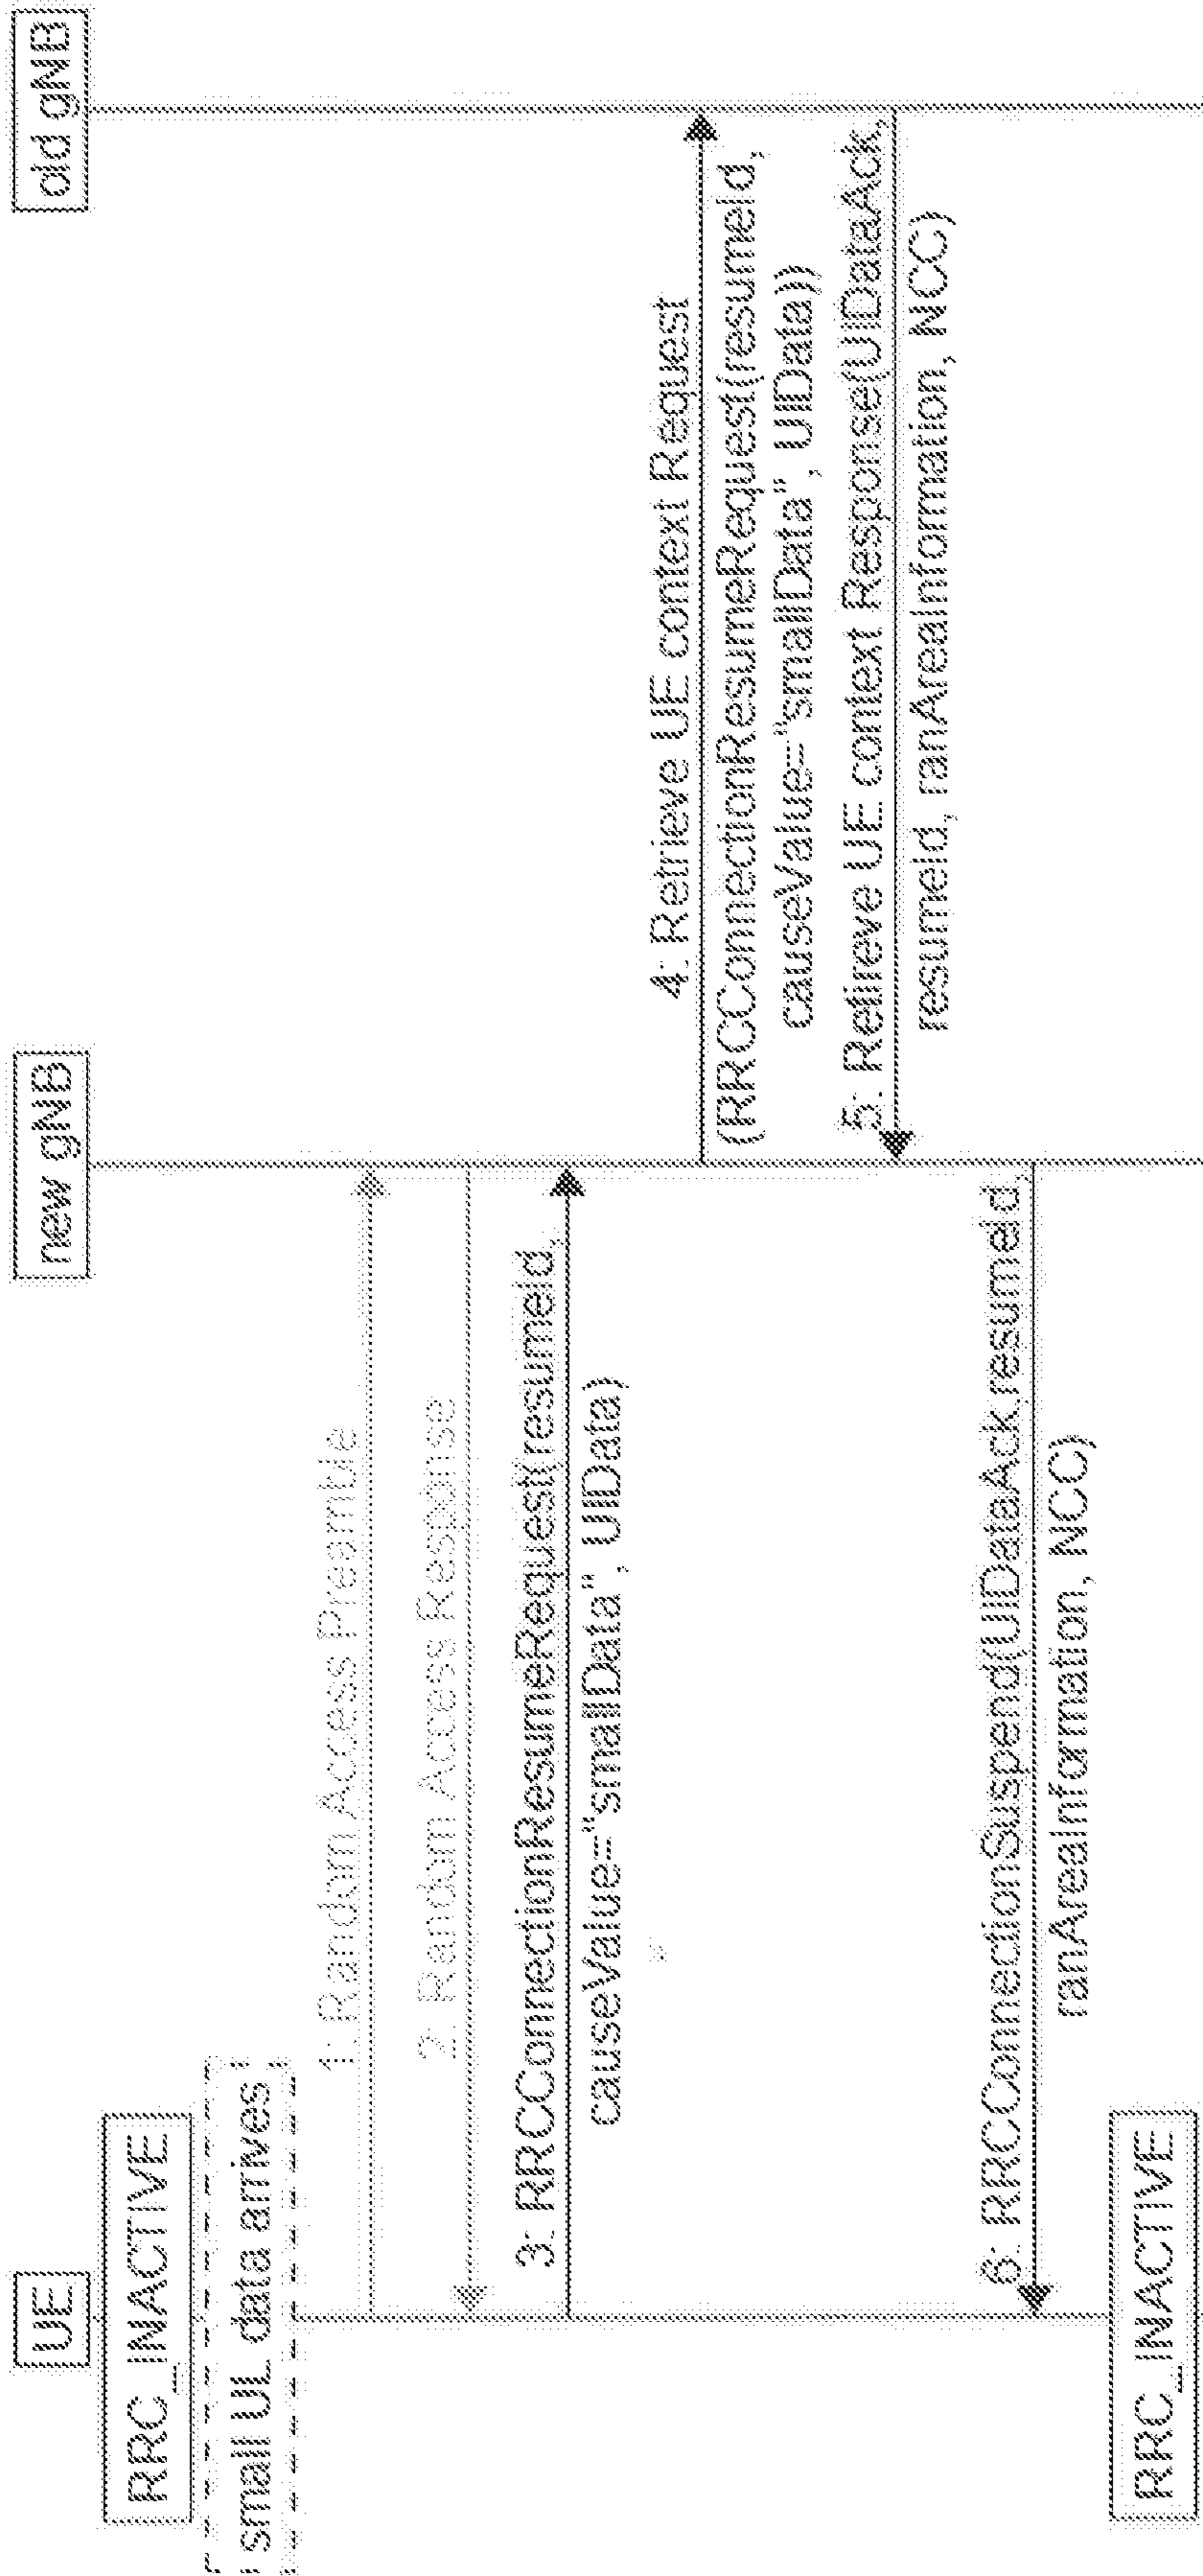 UE
new gNB
old gNB
RRC_INACTIVE
small UL data arrives
1: Random Access Preamble
2: Random Access Response
3: RRCConnectionResumeRequest(resumeId,
causeValue="smallData", UlData)
4: Retrieve UE context Request
(RRCConnectionResumeRequest(resumeId,
causeValue="smallData", UlData))
5: Retireve UE context Response(UlDataAck,
resumeId, ranAreaInformation, NCC)
6: RRCConnectionSuspend(UlDataAck,resumeId,
ranAreaInformation, NCC)
RRC_INACTIVE